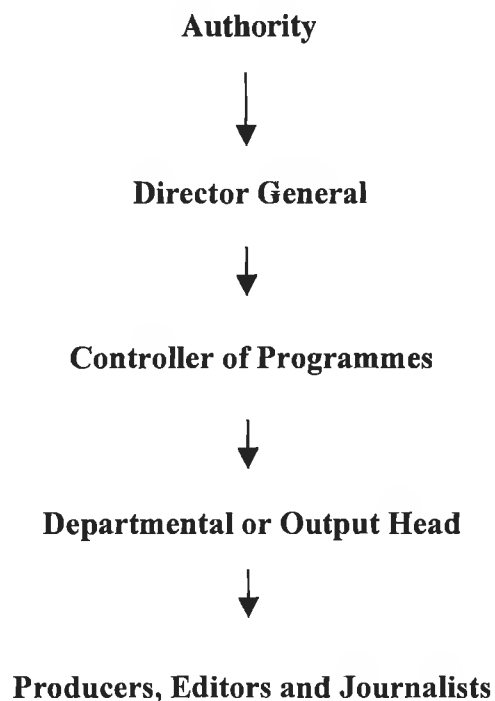 Authority
Director General
Controller of Programmes
Departmental or Output Head
Producers, Editors and Journalists